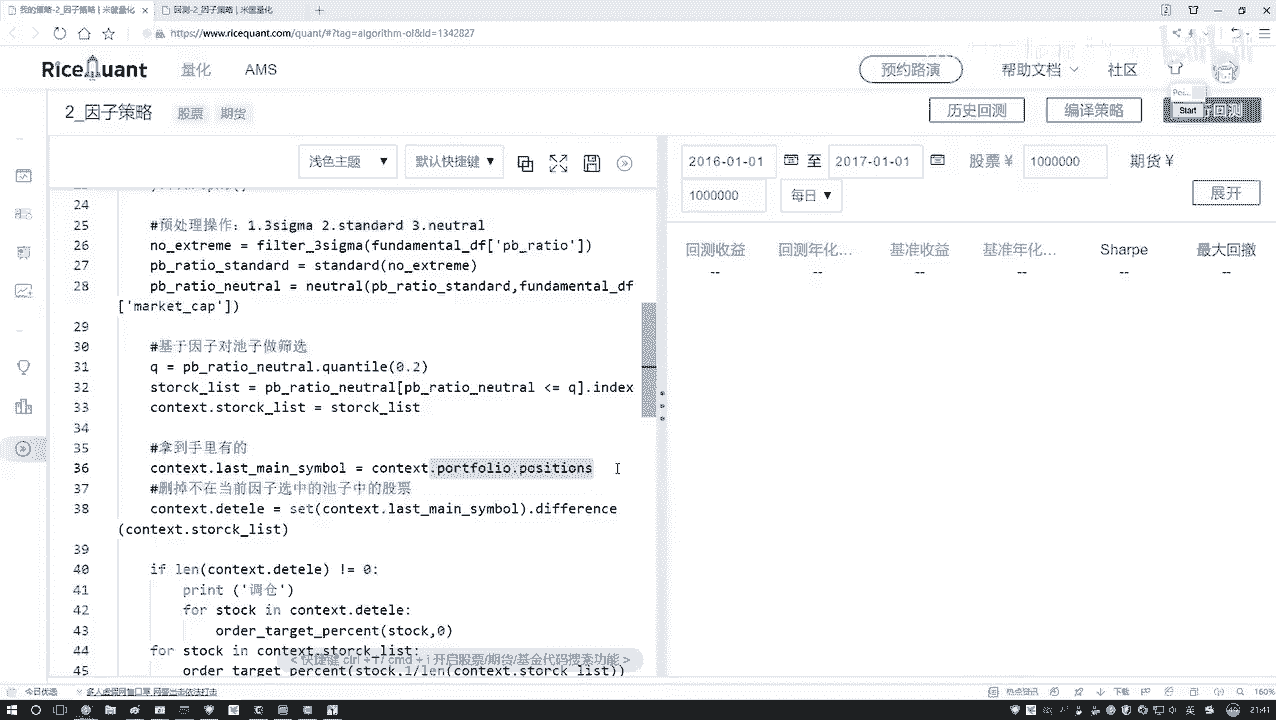 我的策略-2_因子策略 | 米筐量化
回测-2_因子策略 | 米筐量化
https://www.ricequant.com/quant/#?tag=algorithm-ol&id=1342827
RiceQuant
量化
AMS
预约路演
帮助文档
社区
2_因子策略
股票
期货
历史回测
编译策略
Start
浅色主题
默认快捷键
2016-01-01
至
2017-01-01
股票 ¥
1000000
期货 ¥
1000000
每日
展开
回测收益
回测年化...
基准收益
基准年化...
Sharpe
最大回撤
--
--
--
--
--
--
24
25 #预处理操作: 1.3sigma 2.standard 3.neutral
26 no_extreme = filter_3sigma(fundamental_df['pb_ratio'])
27 pb_ratio_standard = standard(no_extreme)
28 pb_ratio_neutral = neutral(pb_ratio_standard,fundamental_df
['market_cap'])
29
30 #基于因子对池子做筛选
31 q = pb_ratio_neutral.quantile(0.2)
32 storck_list = pb_ratio_neutral[pb_ratio_neutral <= q].index
33 context.storck_list = storck_list
34
35 #拿到手里有的
36 context.last_main_symbol = context.portfolio.positions
37 #删掉不在当前因子选中的池子中的股票
38 context.detele = set(context.last_main_symbol).difference
(context.storck_list)
39
40 if len(context.detele) != 0:
41 print ('调仓')
42 for stock in context.detele:
43 order_target_percent(stock,0)
44 for stock in context.storck_list:
45 order_target_percent(stock,1/len(context.storck_list))
< 快捷键 ctrl + i / cmd + i 开启股票/期货/基金代码搜索功能 >
今日优选
热点资讯
下载
160%
英
21:41